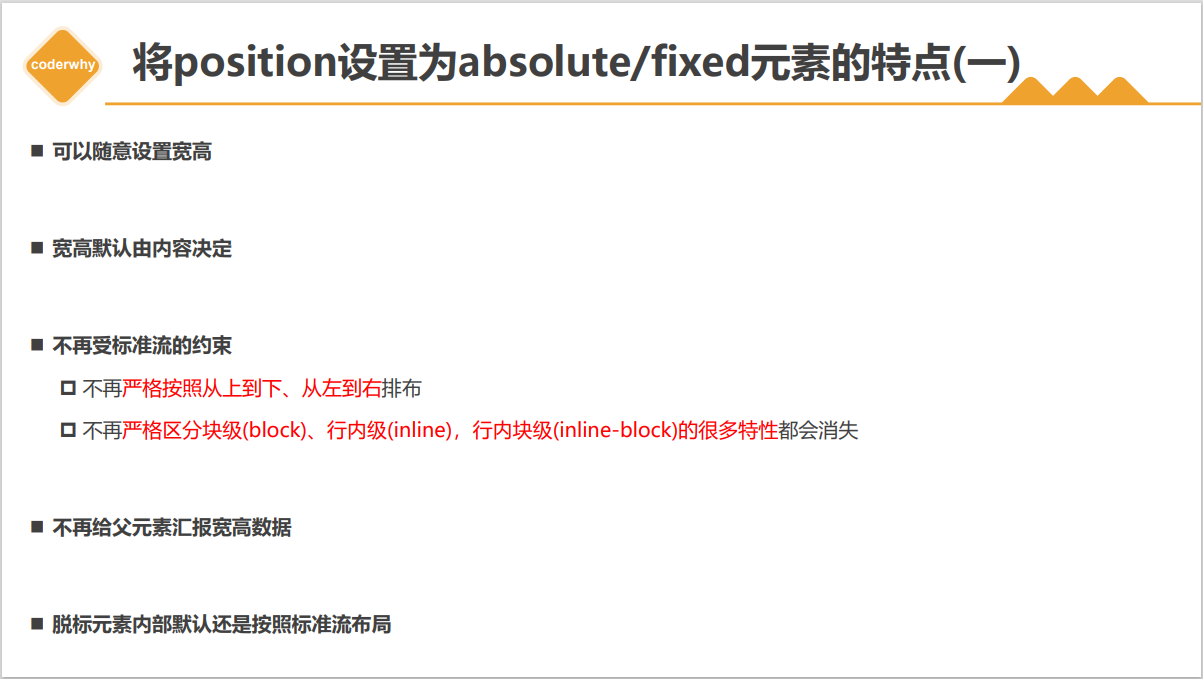 coderwhy
将position设置为absolute/fixed元素的特点(一)
■ 可以随意设置宽高
■ 宽高默认由内容决定
■ 不再受标准流的约束
不再严格按照从上到下、从左到右排布
不再严格区分块级(block)、行内级(inline)，行内块级(inline-block)的很多特性都会消失
■ 不再给父元素汇报宽高数据
■ 脱标元素内部默认还是按照标准流布局